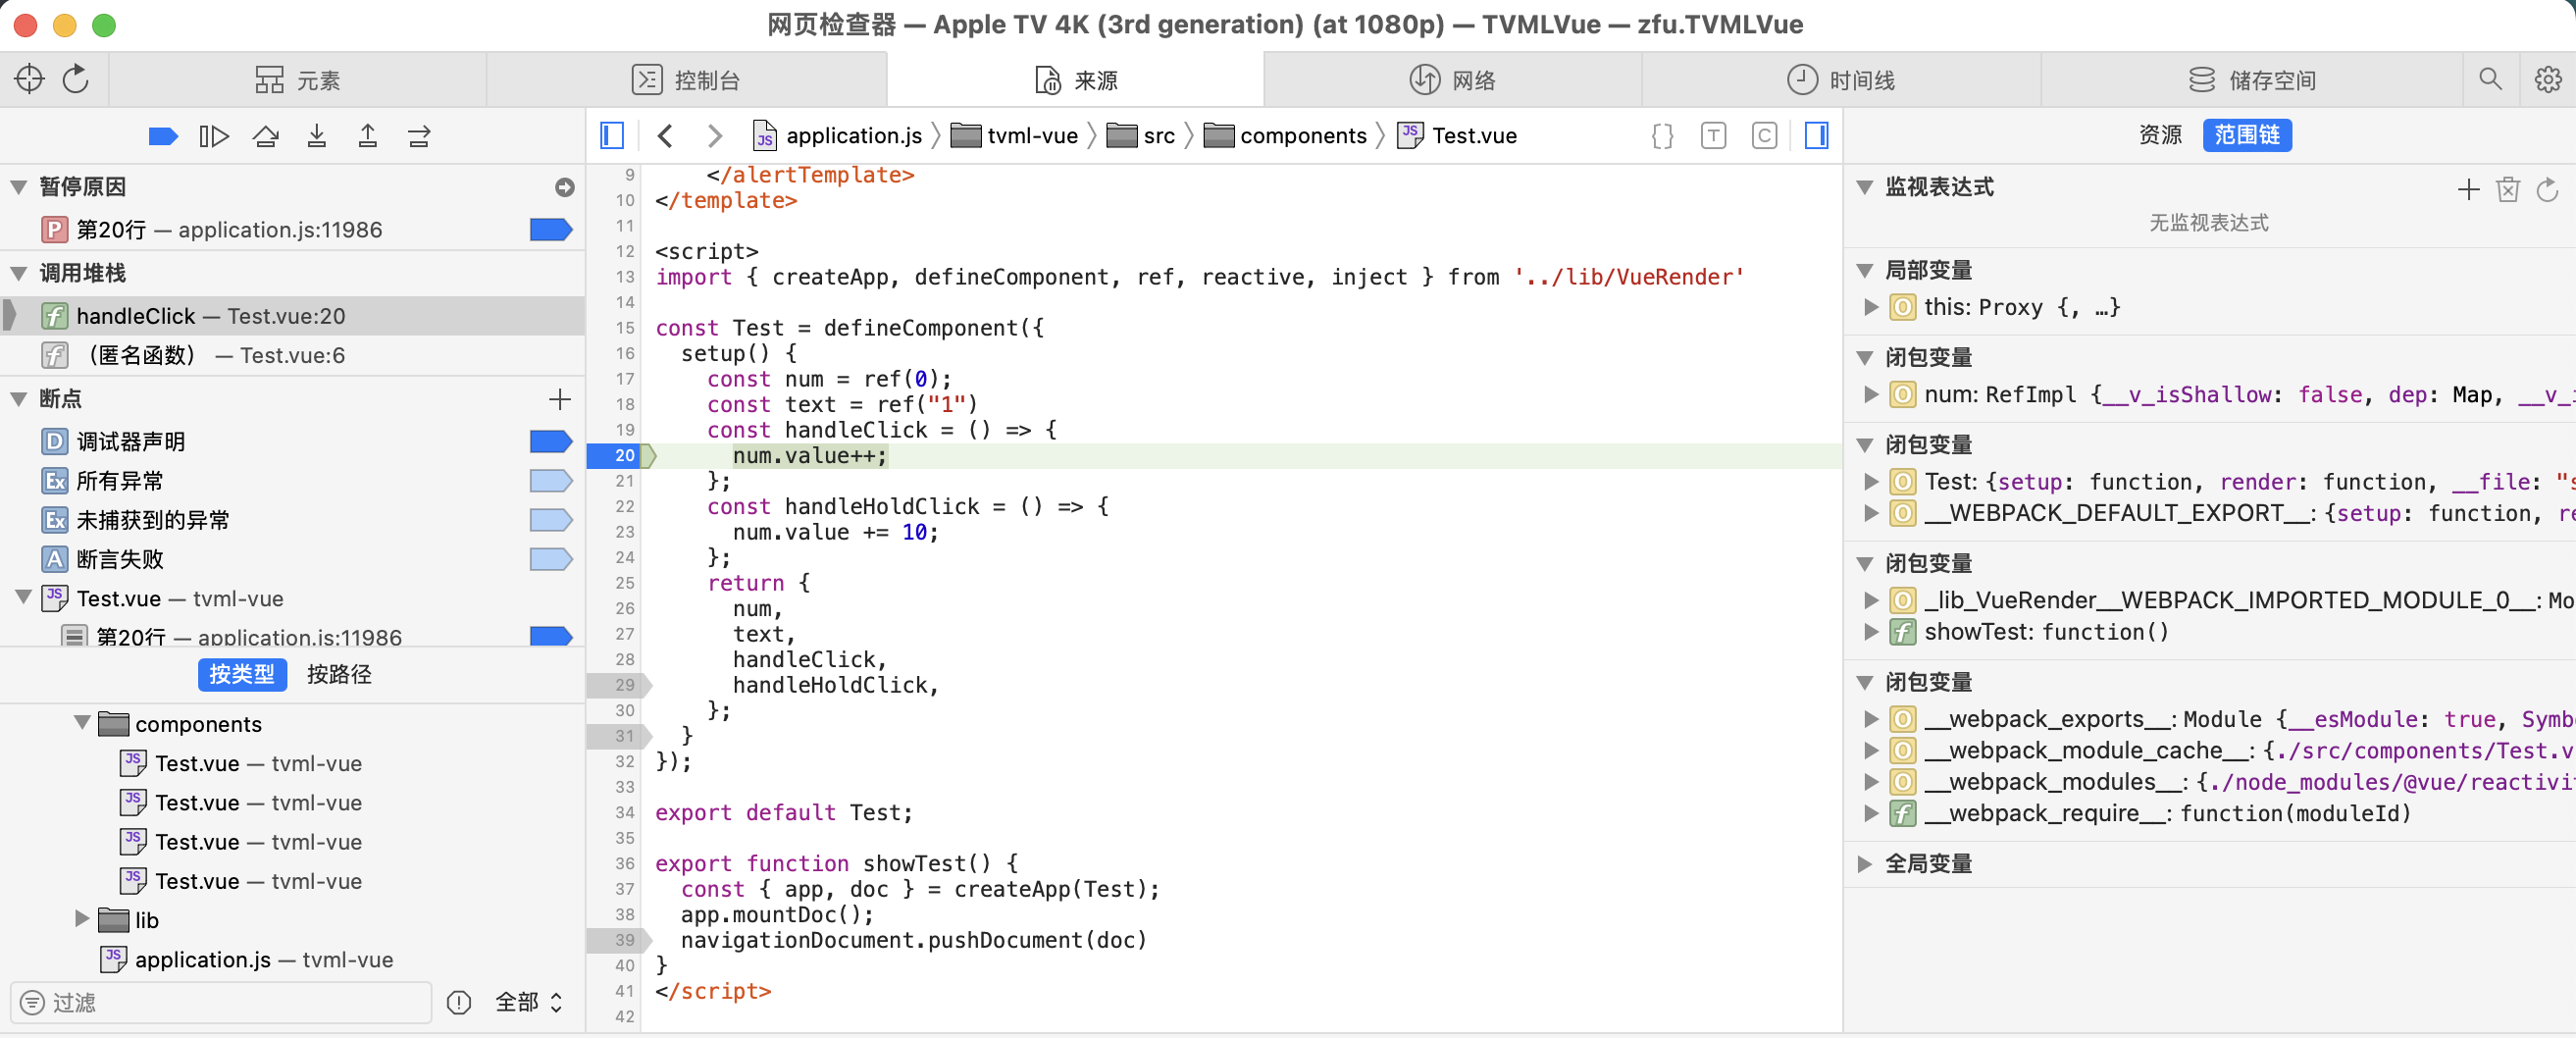 网页检查器 — Apple TV 4K (3rd generation) (at 1080p) — TVMLVue — zfu.TVMLVue
元素
控制台
来源
网络
时间线
储存空间
application.js 〉 tvml-vue 〉 src 〉 components 〉 Test.vue
资源
范围链
暂停原因
P 第20行 — application.js:11986
调用堆栈
f handleClick — Test.vue:20
f （匿名函数） — Test.vue:6
断点
D 调试器声明
Ex 所有异常
Ex 未捕获到的异常
A 断言失败
JS Test.vue — tvml-vue
第20行 — application.js:11986
按类型 按路径
components
JS Test.vue — tvml-vue
JS Test.vue — tvml-vue
JS Test.vue — tvml-vue
JS Test.vue — tvml-vue
lib
JS application.js — tvml-vue
过滤
全部
9     </alertTemplate>
10 </template>
11
12 <script>
13 import { createApp, defineComponent, ref, reactive, inject } from '../lib/VueRender'
14
15 const Test = defineComponent({
16   setup() {
17     const num = ref(0);
18     const text = ref("1")
19     const handleClick = () => {
20       num.value++;
21     };
22     const handleHoldClick = () => {
23       num.value += 10;
24     };
25     return {
26       num,
27       text,
28       handleClick,
29       handleHoldClick,
30     };
31   }
32 });
33
34 export default Test;
35
36 export function showTest() {
37   const { app, doc } = createApp(Test);
38   app.mountDoc();
39   navigationDocument.pushDocument(doc)
40 }
41 </script>
42
监视表达式
无监视表达式
局部变量
O this: Proxy {, …}
闭包变量
O num: RefImpl {__v_isShallow: false, dep: Map, __v_
闭包变量
O Test: {setup: function, render: function, __file: "s
O __WEBPACK_DEFAULT_EXPORT__: {setup: function, re
闭包变量
O _lib_VueRender__WEBPACK_IMPORTED_MODULE_0__: Mo
f showTest: function()
闭包变量
O __webpack_exports__: Module {__esModule: true, Symb
O __webpack_module_cache__: {./src/components/Test.v
O __webpack_modules__: {./node_modules/@vue/reactivi
f __webpack_require__: function(moduleId)
全局变量